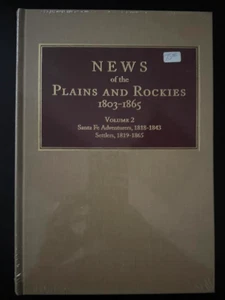 NEWS
of the
PLAINS AND ROCKIES
1803-1865
VOLUME 2
Santa Fe Adventurers, 1818-1843
Settlers, 1819-1865